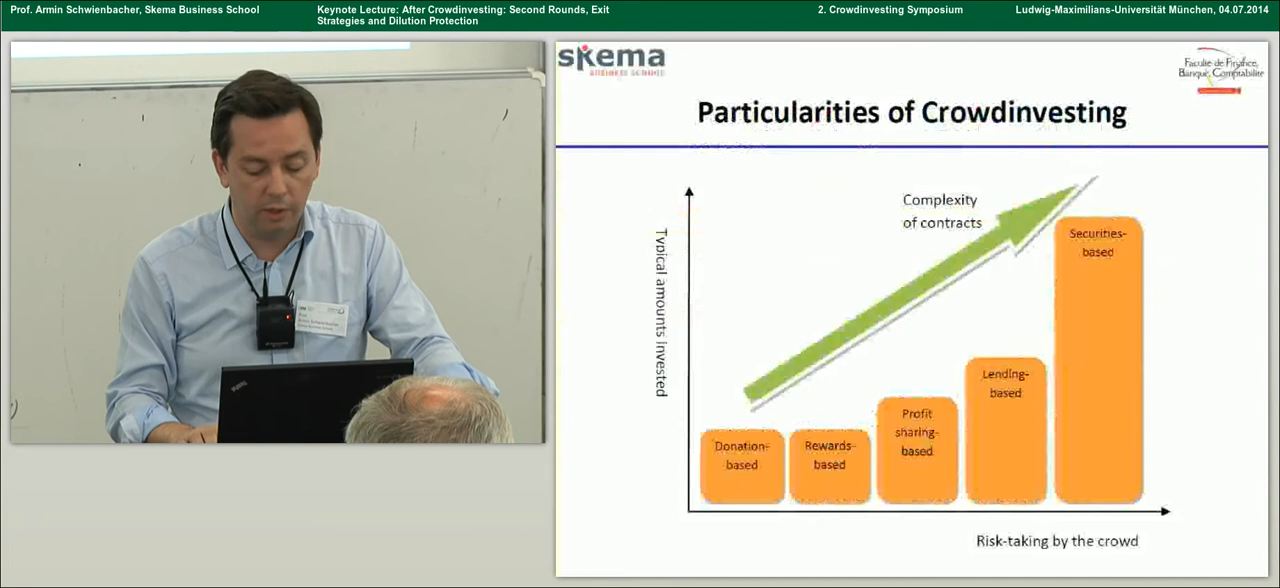 Prof. Armin Schwienbacher, Skema Business School
Keynote Lecture: After Crowdinvesting: Second Rounds, Exit
Strategies and Dilution Protection
2. Crowdinvesting Symposium
Ludwig-Maximilians-Universität München, 04.07.2014
skema
BUSINESS SCHOOL
Faculté de Finance,
Banque, Comptabilité
Particularities of Crowdinvesting
Complexity
of contracts
Typical amounts invested
Securities-
based
Lending-
based
Profit
sharing-
based
Donation-
based
Rewards-
based
Risk-taking by the crowd